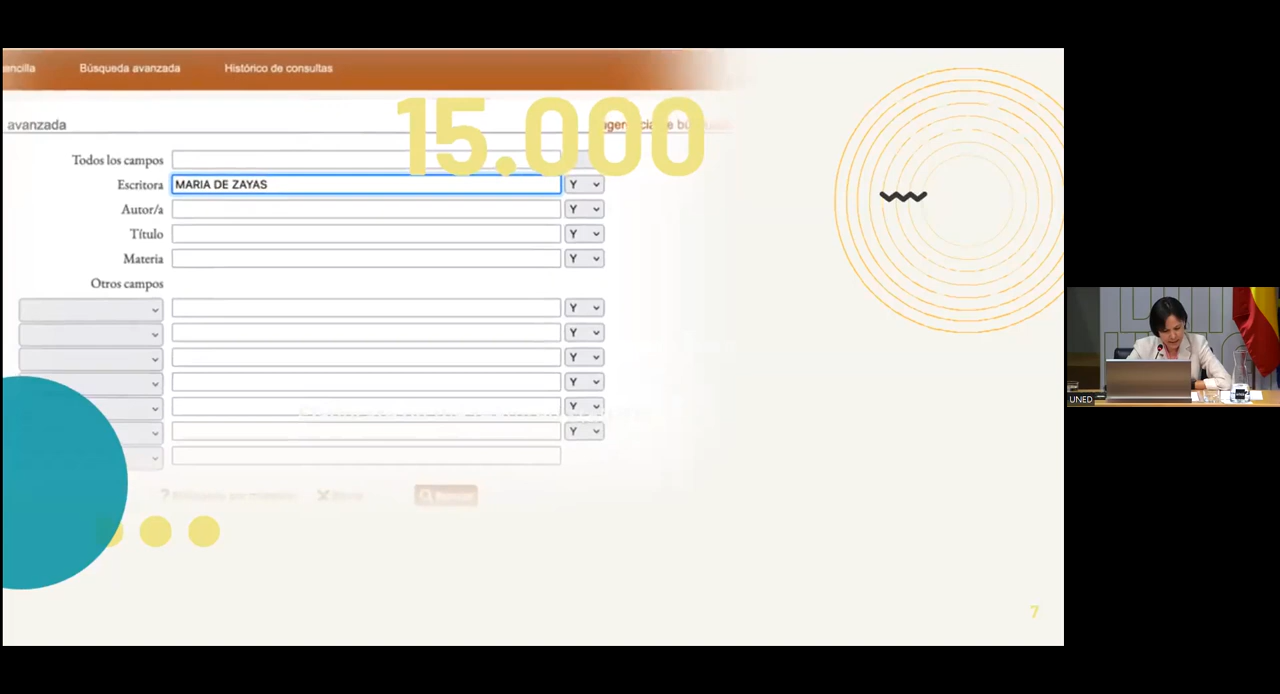 encilla Búsqueda avanzada Histórico de consultas
15.000
avanzada
Todos los campos
Escritora MARIA DE ZAYAS Y
Autor/a Y
Título Y
Materia Y
Otros campos
Y
Y
Y
Y
Y
Y
UNED
7